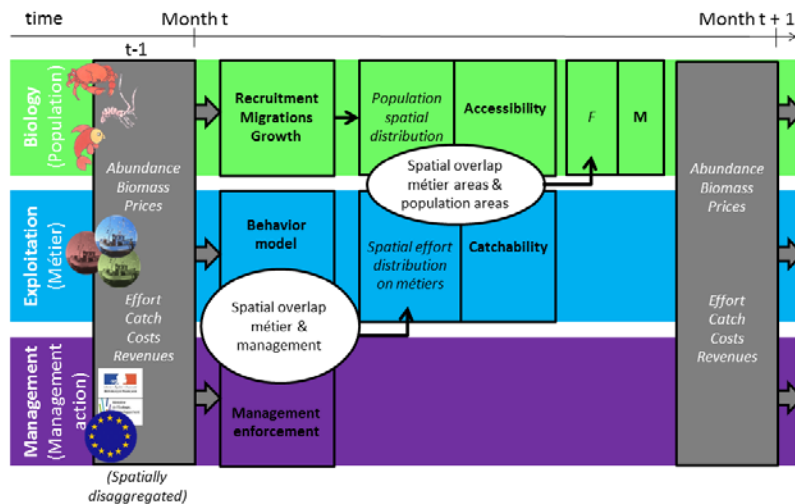 time
Month t
Month t + 1
t-1
Biology
(Population)
Recruitment
Migrations
Growth
Population
spatial
distribution
Accessibility
F
M
Abundance
Biomass
Prices
Spatial overlap
métier areas &
population areas
Abundance
Biomass
Prices
Exploitation
(Métier)
Behavior
model
Spatial effort
distribution
on métiers
Catchability
Effort
Catch
Costs
Revenues
Spatial overlap
métier &
management
Effort
Catch
Costs
Revenues
Management
(Management
action)
Management
enforcement
(Spatially
disaggregated)